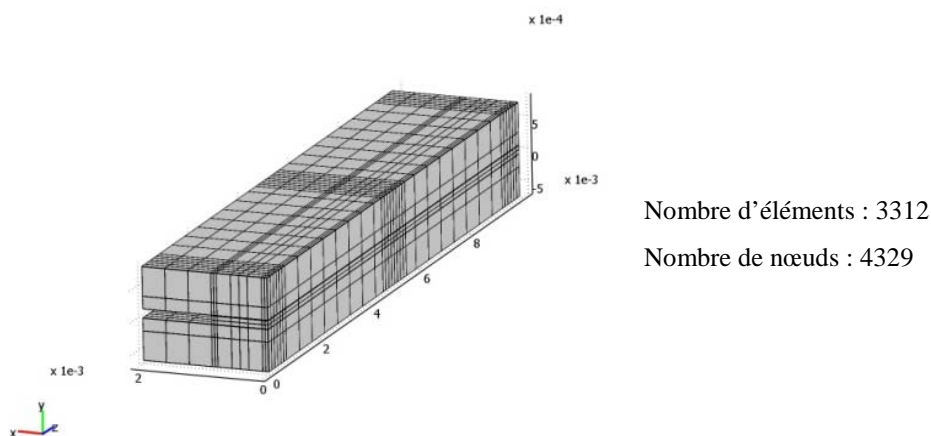 x 1e-4
5
0
-5
x 1e-3
8
6
4
2
0
x 1e-3
2
0
y
x
z
Nombre d'éléments : 3312
Nombre de nœuds : 4329